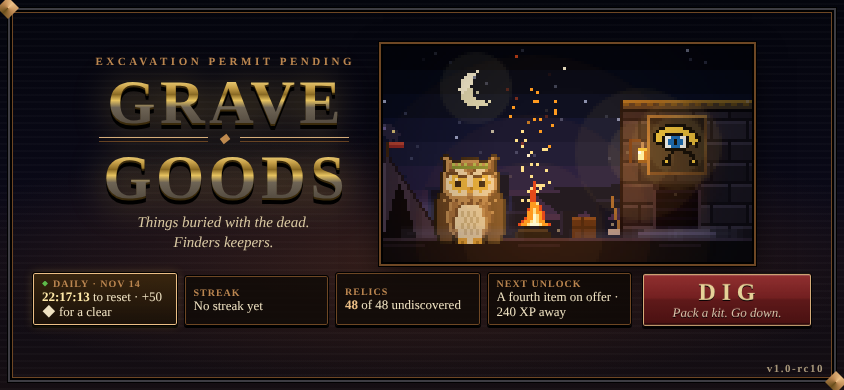 EXCAVATION PERMIT PENDING
GRAVE
GOODS
Things buried with the dead.
Finders keepers.
DAILY · NOV 14
22:17:13 to reset · +50
◆ for a clear
STREAK
No streak yet
RELICS
48 of 48 undiscovered
NEXT UNLOCK
A fourth item on offer ·
240 XP away
DIG
Pack a kit. Go down.
v1.0-rc10